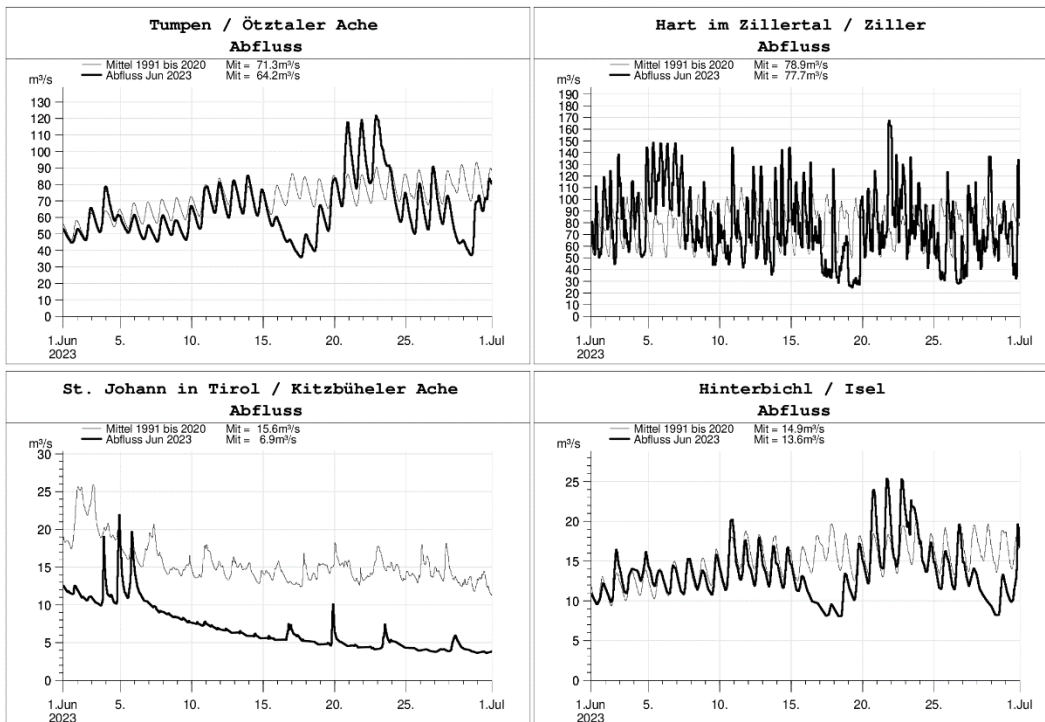 Tumpen / Ötztaler Ache
Abfluss
Mittel 1991 bis 2020 Mit = 71.3m³/s
Abfluss Jun 2023 Mit = 64.2m³/s
m³/s
130
120
110
100
90
80
70
60
50
40
30
20
10
0
1.Jun 5. 10. 15. 20. 25. 1.Jul
2023
Hart im Zillertal / Ziller
Abfluss
Mittel 1991 bis 2020 Mit = 78.9m³/s
Abfluss Jun 2023 Mit = 77.7m³/s
m³/s
190
180
170
160
150
140
130
120
110
100
90
80
70
60
50
40
30
20
10
0
1.Jun 5. 10. 15. 20. 25. 1.Jul
2023
St. Johann in Tirol / Kitzbüheler Ache
Abfluss
Mittel 1991 bis 2020 Mit = 15.6m³/s
Abfluss Jun 2023 Mit = 6.9m³/s
m³/s
30
25
20
15
10
5
0
1.Jun 5. 10. 15. 20. 25. 1.Jul
2023
Hinterbichl / Isel
Abfluss
Mittel 1991 bis 2020 Mit = 14.9m³/s
Abfluss Jun 2023 Mit = 13.6m³/s
m³/s
25
20
15
10
5
0
1.Jun 5. 10. 15. 20. 25. 1.Jul
2023